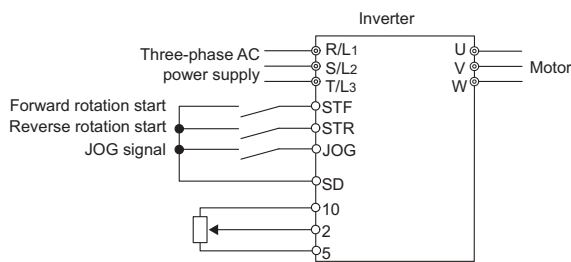 Inverter
Three-phase AC
power supply
R/L1
S/L2
T/L3
U
V
W
Motor
Forward rotation start
STF
Reverse rotation start
STR
JOG signal
JOG
SD
10
2
5